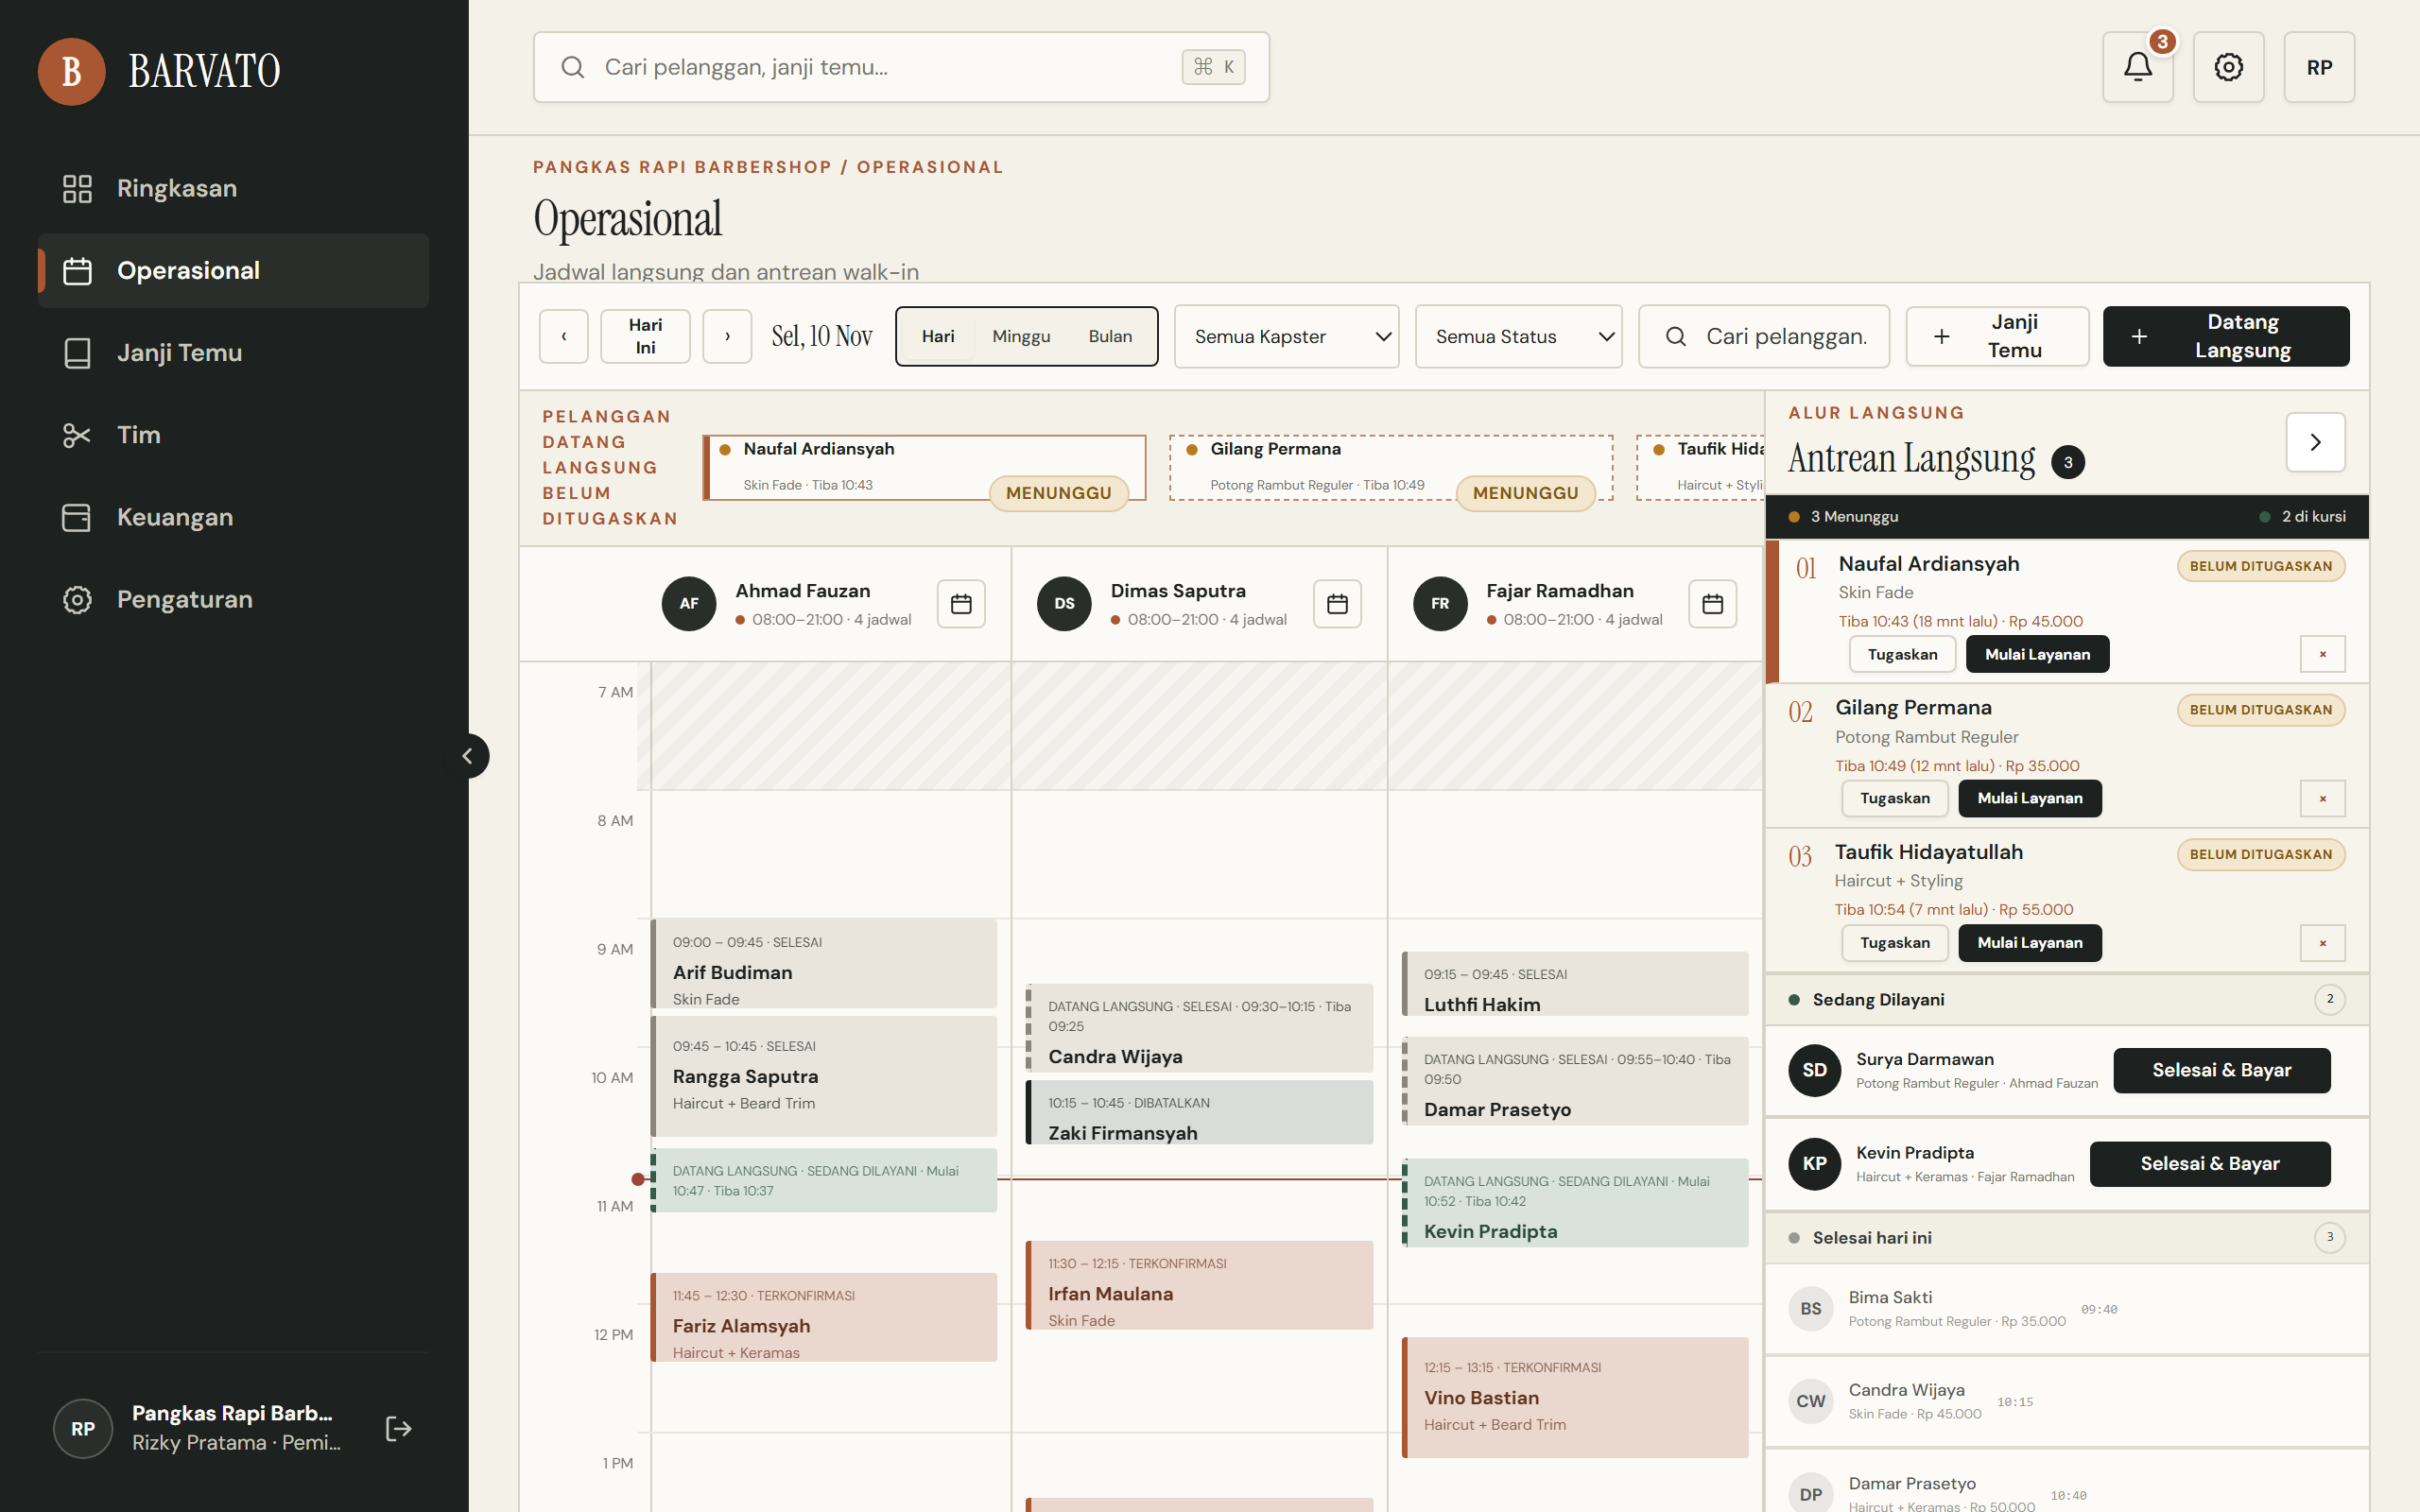 B BARVATO
Ringkasan
Operasional
Janji Temu
Tim
Keuangan
Pengaturan
RP
Pangkas Rapi Barb...
Rizky Pratama · Pemi...
Cari pelanggan, janji temu...
⌘ K
3
RP
PANGKAS RAPI BARBERSHOP / OPERASIONAL
Operasional
Jadwal langsung dan antrean walk-in
‹
Hari
Ini
›
Sel, 10 Nov
Hari
Minggu
Bulan
Semua Kapster
Semua Status
Cari pelanggan.
+ Janji
Temu
+ Datang
Langsung
PELANGGAN
DATANG
LANGSUNG
BELUM
DITUGASKAN
Naufal Ardiansyah
Skin Fade · Tiba 10:43
MENUNGGU
Gilang Permana
Potong Rambut Reguler · Tiba 10:49
MENUNGGU
Taufik Hida
Haircut + Styli
AF
Ahmad Fauzan
08:00–21:00 · 4 jadwal
DS
Dimas Saputra
08:00–21:00 · 4 jadwal
FR
Fajar Ramadhan
08:00–21:00 · 4 jadwal
7 AM
8 AM
9 AM
10 AM
11 AM
12 PM
1 PM
09:00 – 09:45 · SELESAI
Arif Budiman
Skin Fade
09:45 – 10:45 · SELESAI
Rangga Saputra
Haircut + Beard Trim
DATANG LANGSUNG · SEDANG DILAYANI · Mulai
10:47 · Tiba 10:37
11:45 – 12:30 · TERKONFIRMASI
Fariz Alamsyah
Haircut + Keramas
DATANG LANGSUNG · SELESAI · 09:30–10:15 · Tiba
09:25
Candra Wijaya
10:15 – 10:45 · DIBATALKAN
Zaki Firmansyah
11:30 – 12:15 · TERKONFIRMASI
Irfan Maulana
Skin Fade
09:15 – 09:45 · SELESAI
Luthfi Hakim
DATANG LANGSUNG · SELESAI · 09:55–10:40 · Tiba
09:50
Damar Prasetyo
DATANG LANGSUNG · SEDANG DILAYANI · Mulai
10:52 · Tiba 10:42
Kevin Pradipta
12:15 – 13:15 · TERKONFIRMASI
Vino Bastian
Haircut + Beard Trim
ALUR LANGSUNG
Antrean Langsung 3
3 Menunggu
2 di kursi
01
Naufal Ardiansyah
BELUM DITUGASKAN
Skin Fade
Tiba 10:43 (18 mnt lalu) · Rp 45.000
Tugaskan
Mulai Layanan
×
02
Gilang Permana
BELUM DITUGASKAN
Potong Rambut Reguler
Tiba 10:49 (12 mnt lalu) · Rp 35.000
Tugaskan
Mulai Layanan
×
03
Taufik Hidayatullah
BELUM DITUGASKAN
Haircut + Styling
Tiba 10:54 (7 mnt lalu) · Rp 55.000
Tugaskan
Mulai Layanan
×
Sedang Dilayani
2
SD
Surya Darmawan
Potong Rambut Reguler · Ahmad Fauzan
Selesai & Bayar
KP
Kevin Pradipta
Haircut + Keramas · Fajar Ramadhan
Selesai & Bayar
Selesai hari ini
3
BS
Bima Sakti
Potong Rambut Reguler · Rp 35.000
09:40
CW
Candra Wijaya
Skin Fade · Rp 45.000
10:15
DP
Damar Prasetyo
Haircut + Keramas · Rp 50.000
10:40